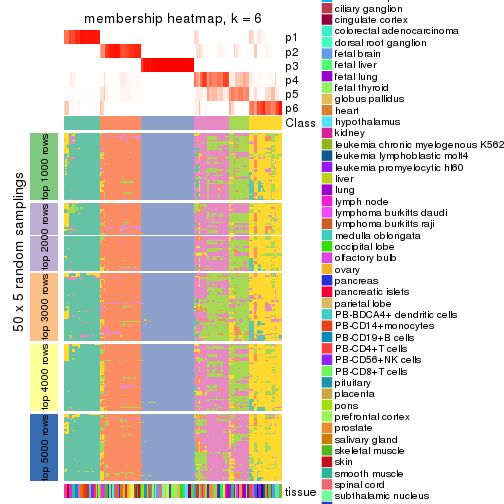 membership heatmap, k = 6
p1
p2
p3
p4
p5
p6
Class
50 x 5 random samplings
top 1000 rows
top 2000 rows
top 3000 rows
top 4000 rows
top 5000 rows
tissue
ciliary ganglion
cingulate cortex
colorectal adenocarcinoma
dorsal root ganglion
fetal brain
fetal liver
fetal lung
fetal thyroid
globus pallidus
heart
hypothalamus
kidney
leukemia chronic myelogenous K562
leukemia lymphoblastic molt4
leukemia promyelocytic hl60
liver
lung
lymph node
lymphoma burkitts daudi
lymphoma burkitts raji
medulla oblongata
occipital lobe
olfactory bulb
ovary
pancreas
pancreatic islets
parietal lobe
PB-BDCA4+ dendritic cells
PB-CD14+monocytes
PB-CD19+B cells
PB-CD4+T cells
PB-CD56+NK cells
PB-CD8+T cells
pituitary
placenta
pons
prefrontal cortex
prostate
salivary gland
skeletal muscle
skin
smooth muscle
spinal cord
subthalamic nucleus